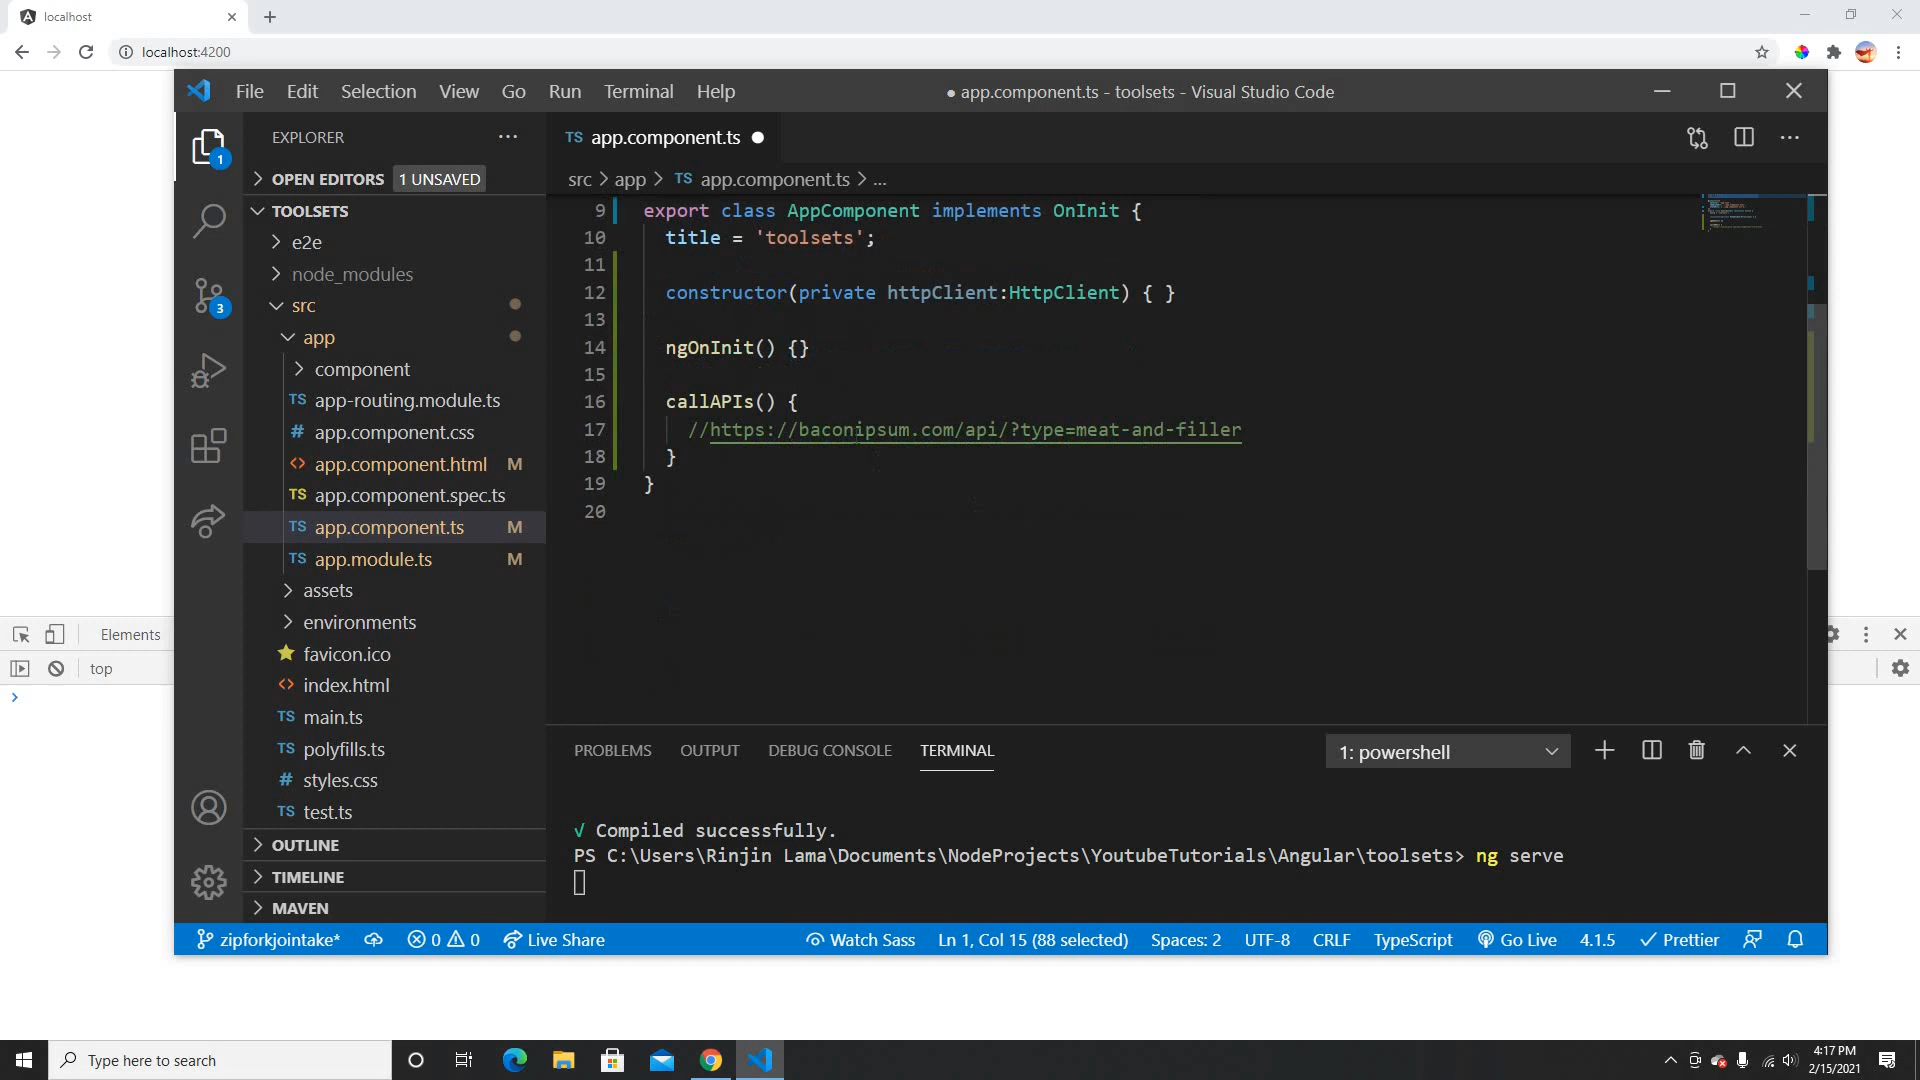 localhost
localhost:4200
File Edit Selection View Go Run Terminal Help
● app.component.ts - toolsets - Visual Studio Code
EXPLORER
TS app.component.ts
1
OPEN EDITORS 1 UNSAVED
src > app > TS app.component.ts > ...
TOOLSETS
9 export class AppComponent implements OnInit {
e2e
10 title = 'toolsets';
node_modules
11
3
src
12 constructor(private httpClient:HttpClient) { }
13
app
14 ngOnInit() {}
component
15
TS app-routing.module.ts
16 callAPIs() {
# app.component.css
17 //https://baconipsum.com/api/?type=meat-and-filler
<> app.component.html M
18 }
TS app.component.spec.ts
19 }
20
TS app.component.ts M
TS app.module.ts M
assets
environments
Elements
favicon.ico
top
<> index.html
TS main.ts
TS polyfills.ts
# styles.css
TS test.ts
PROBLEMS OUTPUT DEBUG CONSOLE TERMINAL
1: powershell
√ Compiled successfully.
PS C:\Users\Rinjin Lama\Documents\NodeProjects\YoutubeTutorials\Angular\toolsets> ng serve
OUTLINE
TIMELINE
MAVEN
zipforkjointake* 0 0 Live Share Watch Sass Ln 1, Col 15 (88 selected) Spaces: 2 UTF-8 CRLF TypeScript Go Live 4.1.5 Prettier
Type here to search
4:17 PM
2/15/2021